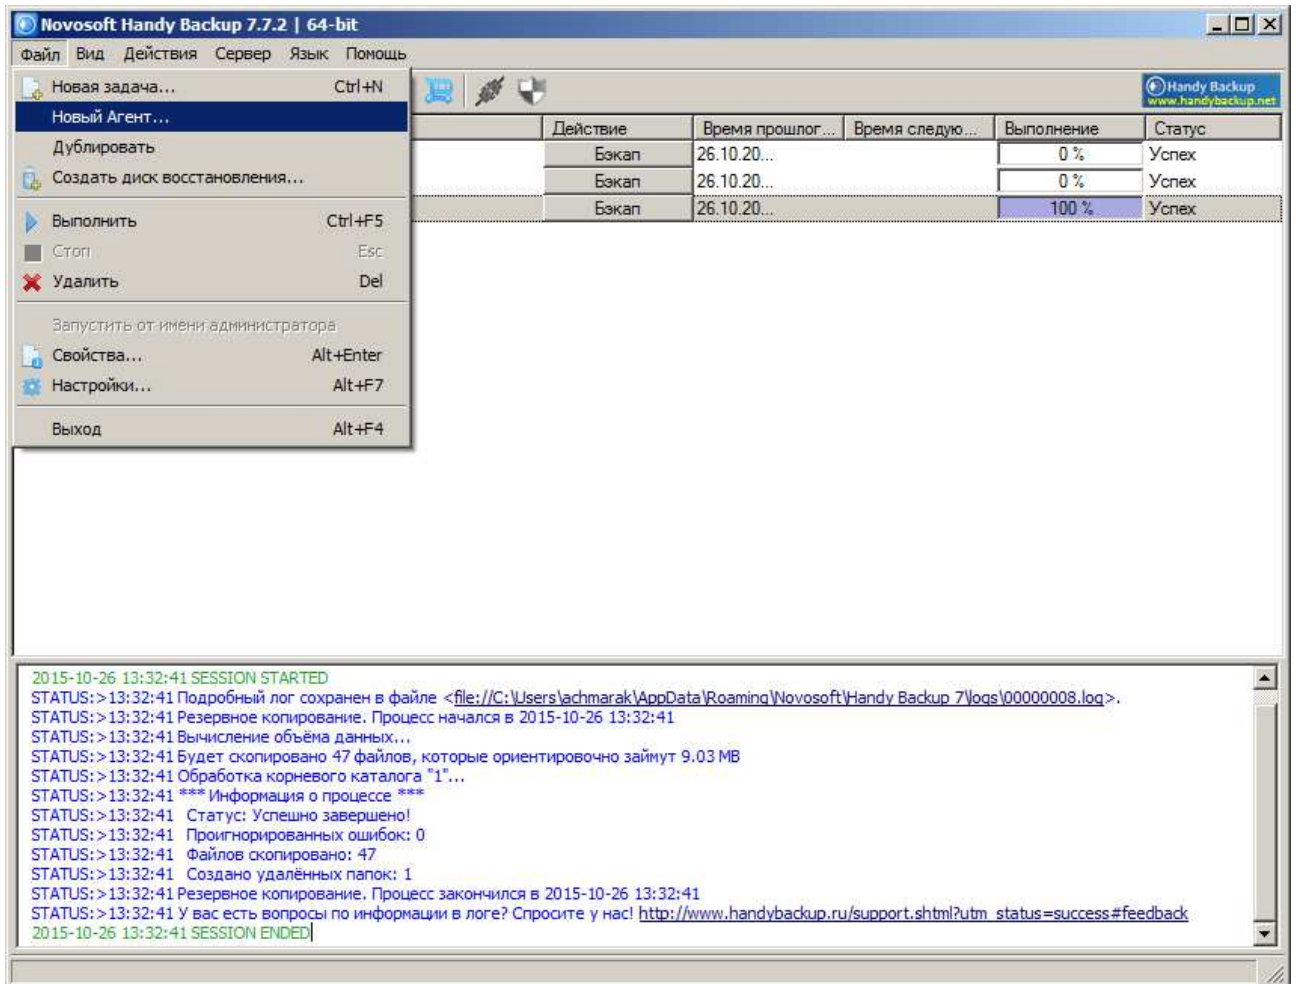 Novosoft Handy Backup 7.7.2 | 64-bit
Файл Вид Действия Сервер Язык Помощь
Handy Backup
www.handybackup.net
Новая задача... Ctrl+N
Новый Агент...
Дублировать
Создать диск восстановления...
Выполнить Ctrl+F5
Стоп Esc
Удалить Del
Запустить от имени администратора
Свойства... Alt+Enter
Настройки... Alt+F7
Выход Alt+F4
Действие Время прошлог... Время следую... Выполнение Статус
Бэкап 26.10.20... 0 % Успех
Бэкап 26.10.20... 0 % Успех
Бэкап 26.10.20... 100 % Успех
2015-10-26 13:32:41 SESSION STARTED
STATUS:>13:32:41 Подробный лог сохранен в файле <file://C:\Users\achmarak\AppData\Roaming\Novosoft\Handy Backup 7\logs\00000008.log>.
STATUS:>13:32:41 Резервное копирование. Процесс начался в 2015-10-26 13:32:41
STATUS:>13:32:41 Вычисление объёма данных...
STATUS:>13:32:41 Будет скопировано 47 файлов, которые ориентировочно займут 9.03 MB
STATUS:>13:32:41 Обработка корневого каталога "1"...
STATUS:>13:32:41 *** Информация о процессе ***
STATUS:>13:32:41 Статус: Успешно завершено!
STATUS:>13:32:41 Проигнорированных ошибок: 0
STATUS:>13:32:41 Файлов скопировано: 47
STATUS:>13:32:41 Создано удалённых папок: 1
STATUS:>13:32:41 Резервное копирование. Процесс закончился в 2015-10-26 13:32:41
STATUS:>13:32:41 У вас есть вопросы по информации в логе? Спросите у нас! http://www.handybackup.ru/support.shtml?utm_status=success#feedback
2015-10-26 13:32:41 SESSION ENDED